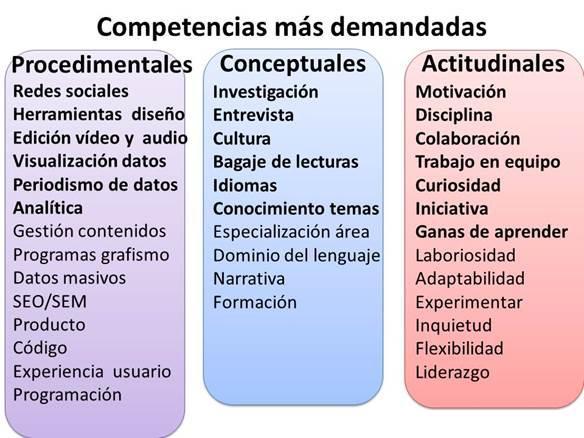 Competencias más demandadas
Procedimentales
Redes sociales
Herramientas diseño
Edición vídeo y audio
Visualización datos
Periodismo de datos
Analítica
Gestión contenidos
Programas grafismo
Datos masivos
SEO/SEM
Producto
Código
Experiencia usuario
Programación
Conceptuales
Investigación
Entrevista
Cultura
Bagaje de lecturas
Idiomas
Conocimiento temas
Especialización área
Dominio del lenguaje
Narrativa
Formación
Actitudinales
Motivación
Disciplina
Colaboración
Trabajo en equipo
Curiosidad
Iniciativa
Ganas de aprender
Laboriosidad
Adaptabilidad
Experimentar
Inquietud
Flexibilidad
Liderazgo